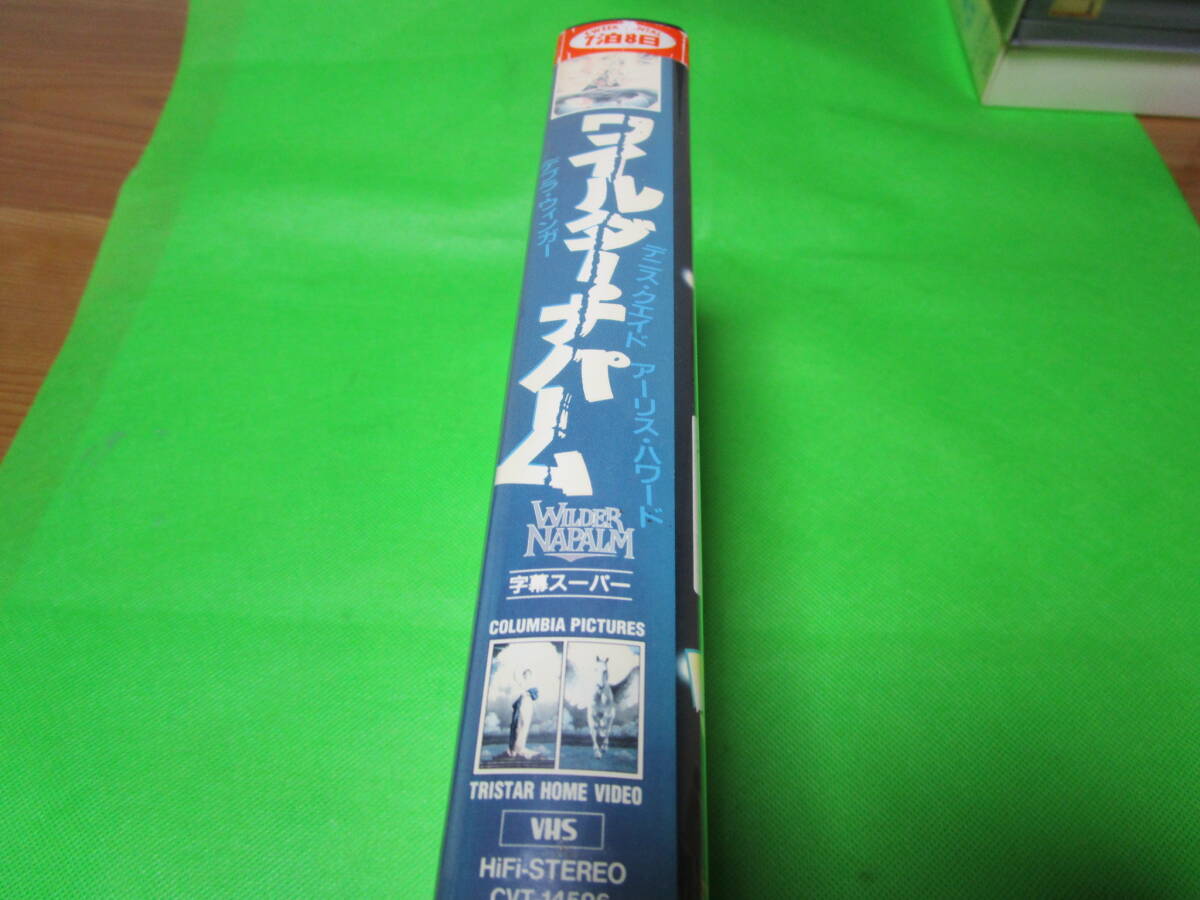 7泊8日
ワイルダー・ナパーム
デブラ・ウィンガー
デニス・クエイド アーリス・ハワード
WILDER
NAPALM
字幕スーパー
COLUMBIA PICTURES
TRISTAR HOME VIDEO
VHS
HiFi-STEREO